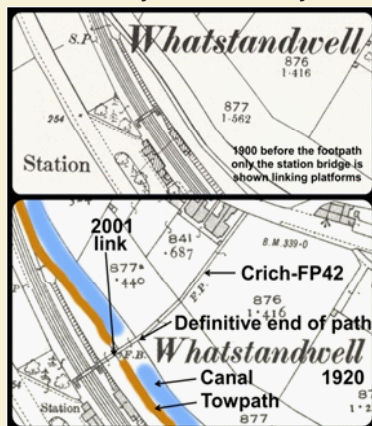 S.P.
Whatstandwell
876
1·416
877
1·562
254
Station
1900 before the footpath
only the station bridge is
shown linking platforms
2001
link
841
·687
B.M.339·0
877a
·440
F.P.
Crich-FP42
876
1·416
Definitive end of path
F.B.
Whatstandwell
Canal
1920
Towpath
Station
877